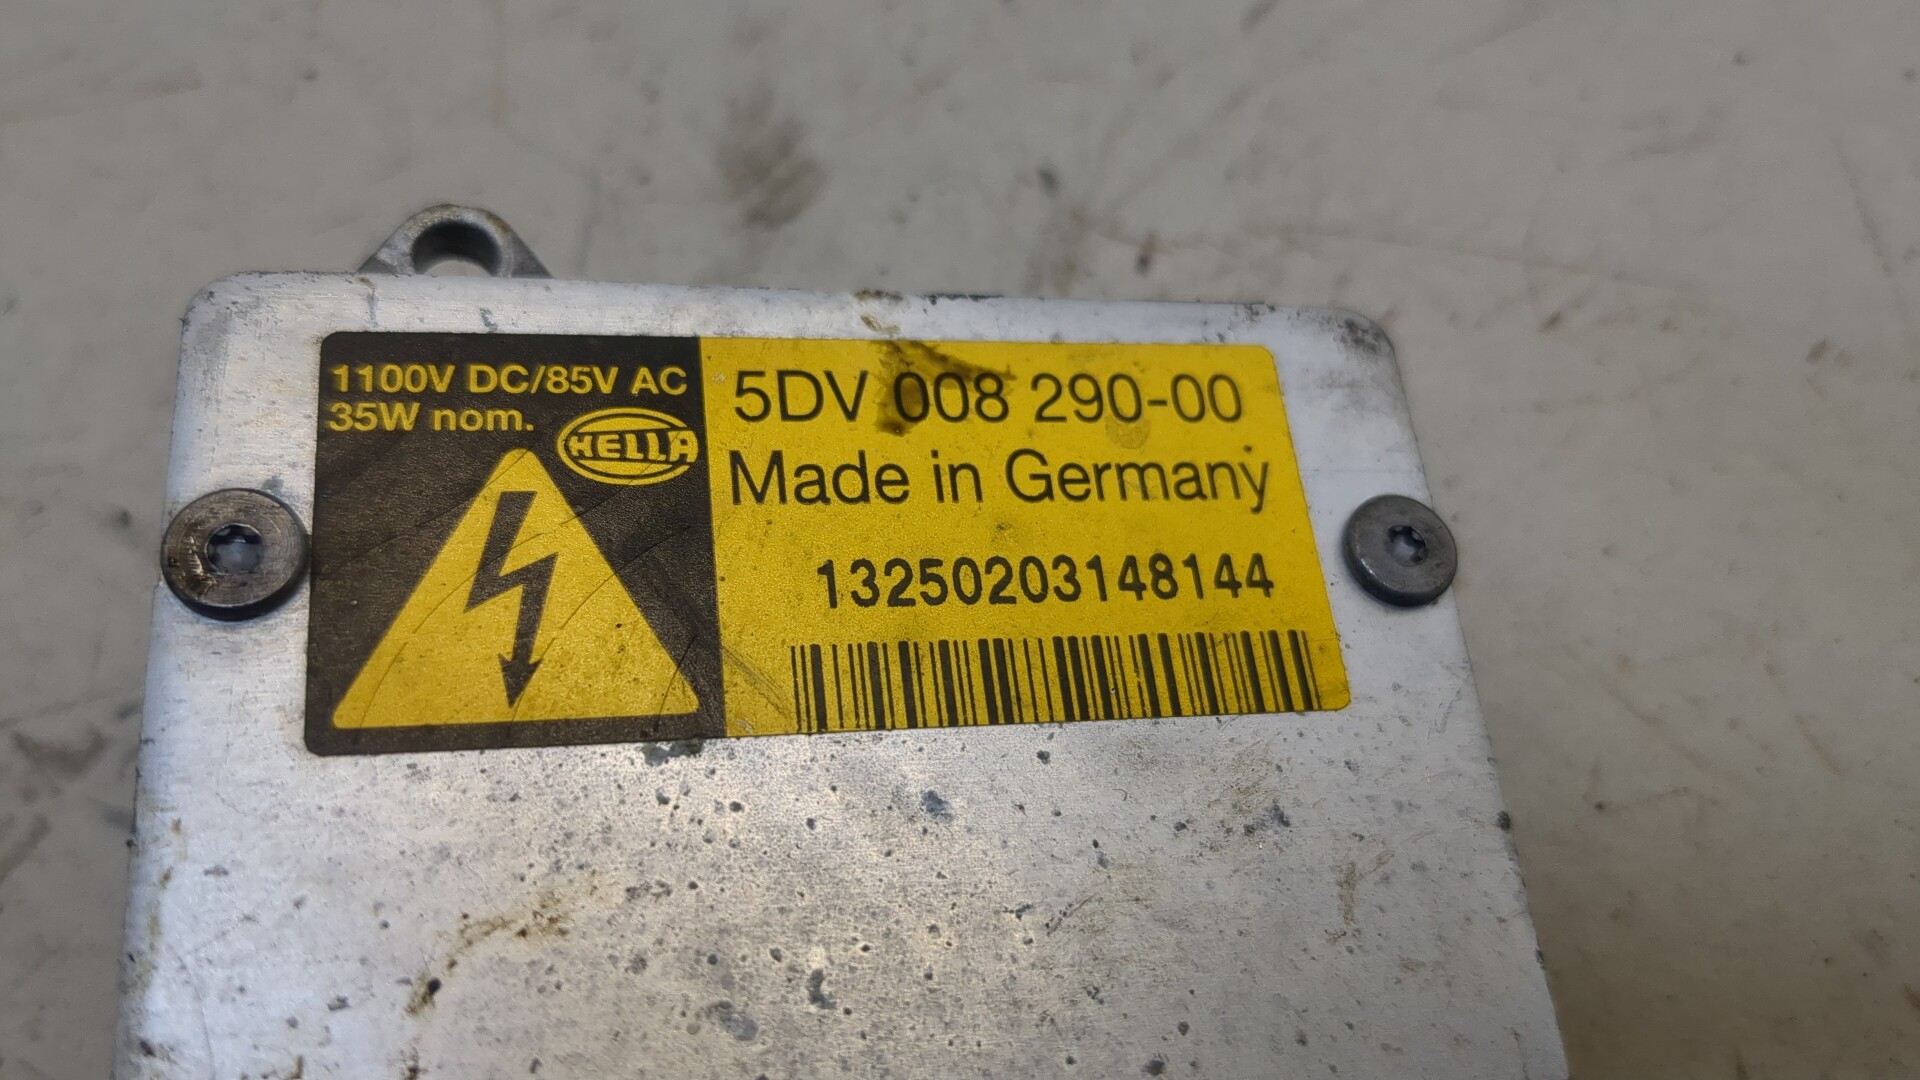 1100V DC/85V AC
35W nom.
HELLA
5DV 008 290-00
Made in Germany
13250203148144